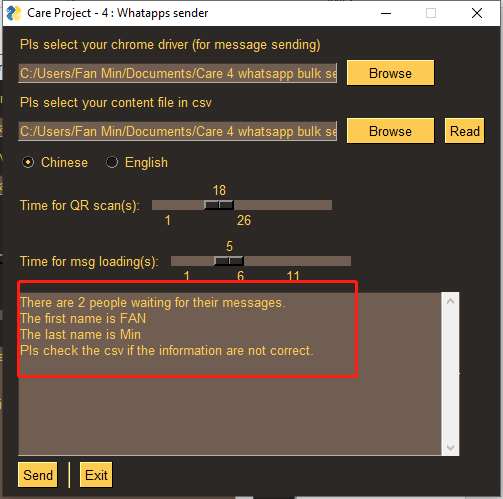 Care Project - 4 : Whatapps sender
Pls select your chrome driver (for message sending)
C:/Users/Fan Min/Documents/Care 4 whatsapp bulk se
Browse
Pls select your content file in csv
C:/Users/Fan Min/Documents/Care 4 whatsapp bulk se
Browse
Read
Chinese
English
18
Time for QR scan(s):
1
26
5
Time for msg loading(s):
1
6
11
There are 2 people waiting for their messages.
The first name is FAN
The last name is Min
Pls check the csv if the information are not correct.
Send
Exit